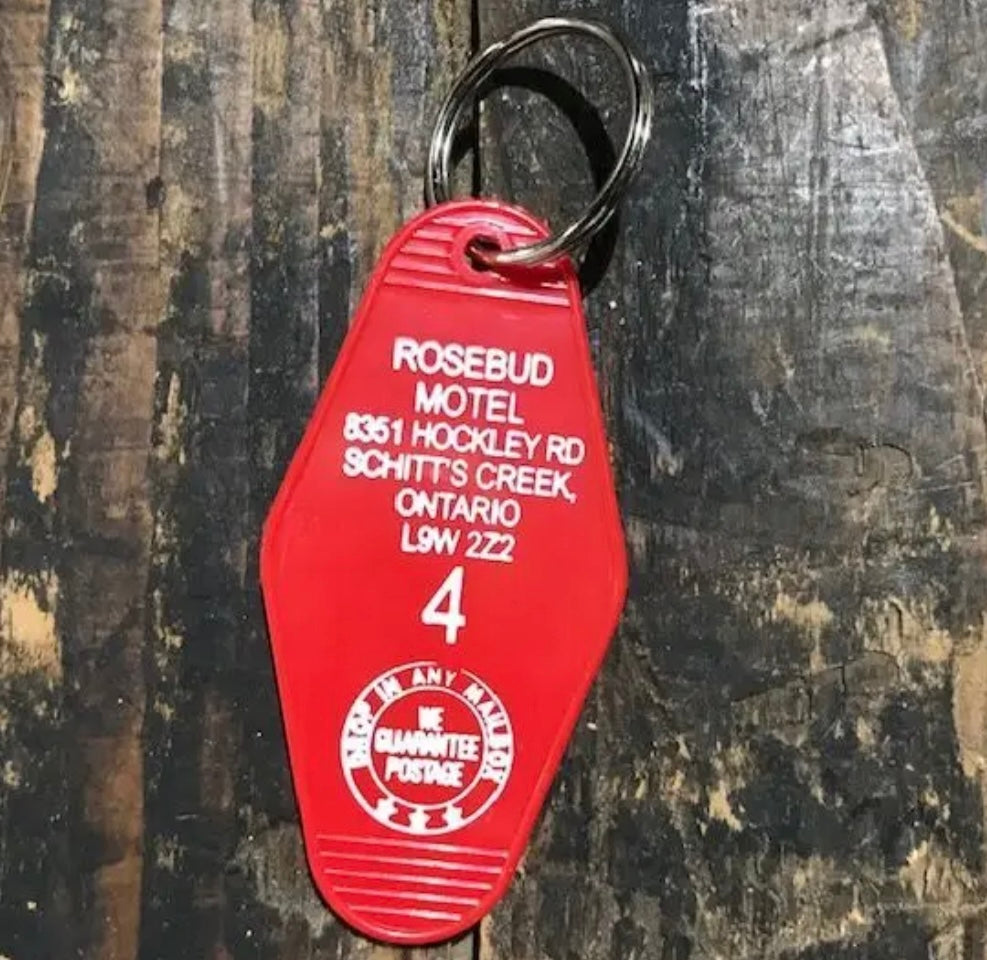 ROSEBUD
MOTEL
8351 HOCKLEY RD
SCHITT'S CREEK,
ONTARIO
L9W 2Z2
4
DROP IN ANY MAILBOX
WE
GUARANTEE
POSTAGE